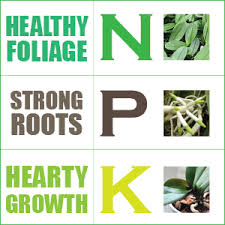 HEALTHY
FOLIAGE
N
STRONG
ROOTS
P
HEARTY
GROWTH
K